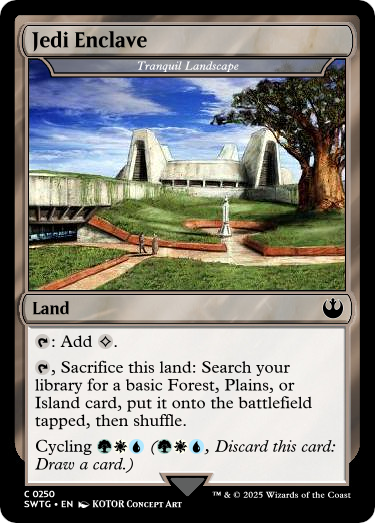 Jedi Enclave
Tranquil Landscape
Land
: Add .
, Sacrifice this land: Search your
library for a basic Forest, Plains, or
Island card, put it onto the battlefield
tapped, then shuffle.
Cycling ( , Discard this card:
Draw a card.)
C 0250
SWTG • EN KOTOR Concept Art
™ & © 2025 Wizards of the Coast